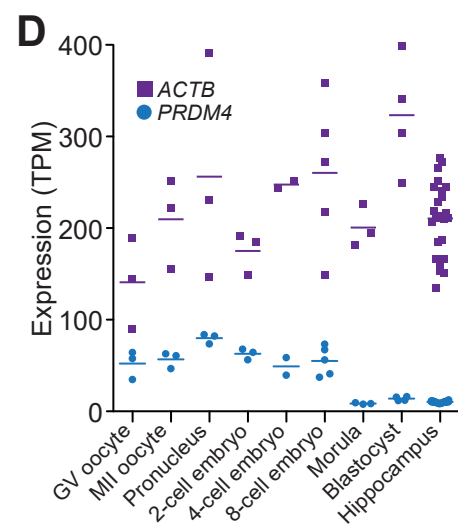 D
Expression (TPM)
400
300
200
100
0
ACTB
PRDM4
GV oocyte
MII oocyte
Pronucleus
2-cell embryo
4-cell embryo
8-cell embryo
Morula
Blastocyst
Hippocampus